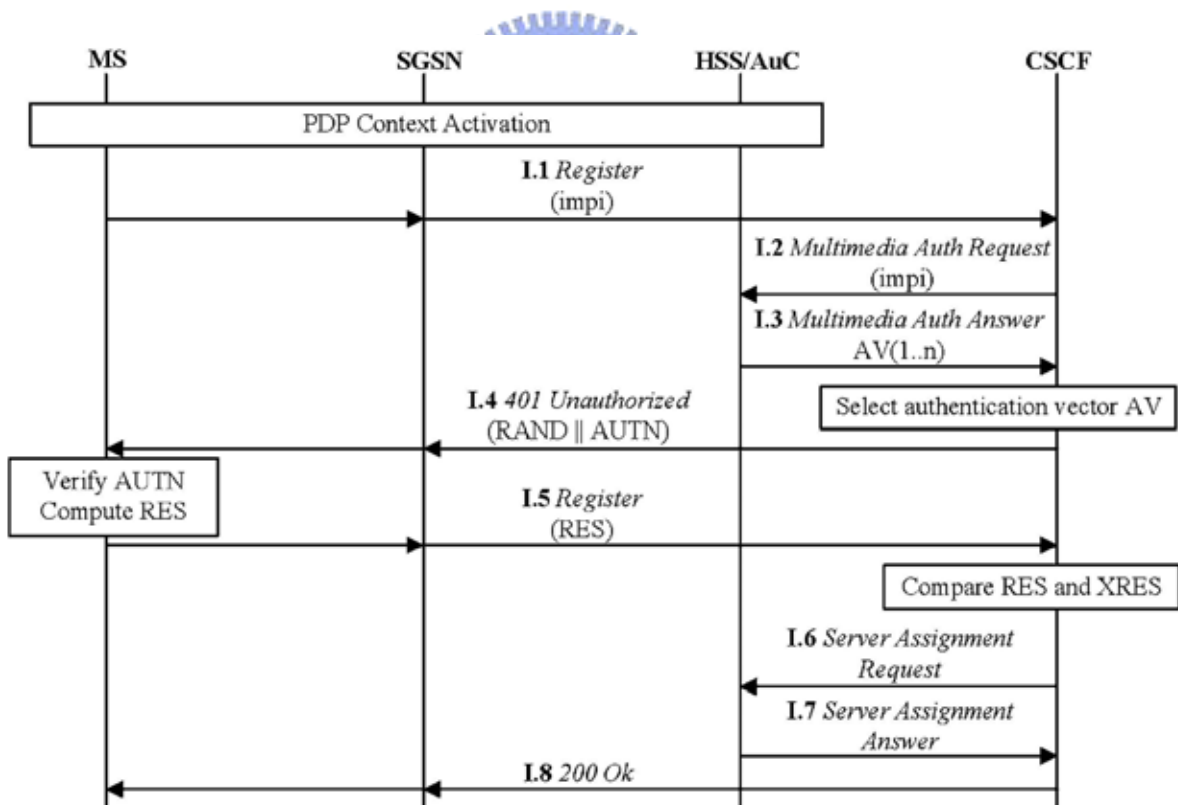 MS SGSN HSS/AuC CSCF
PDP Context Activation
I.1 Register
(impi)
I.2 Multimedia Auth Request
(impi)
I.3 Multimedia Auth Answer
AV(1..n)
Select authentication vector AV
I.4 401 Unauthorized
(RAND || AUTN)
Verify AUTN
Compute RES
I.5 Register
(RES)
Compare RES and XRES
I.6 Server Assignment
Request
I.7 Server Assignment
Answer
I.8 200 Ok